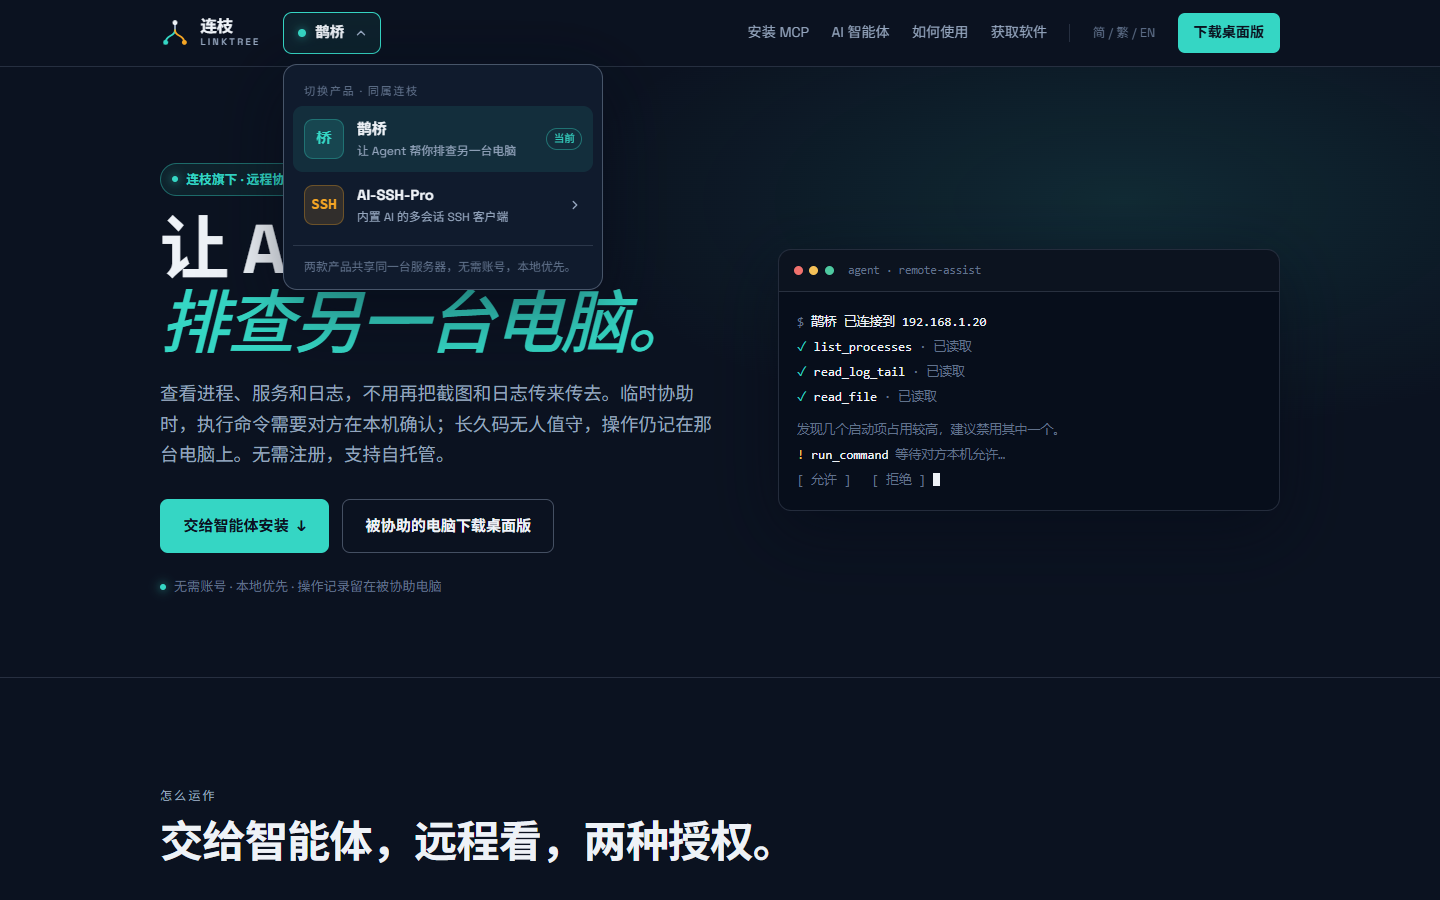 连枝
LINKTREE
鹊桥
安装 MCP
AI 智能体
如何使用
获取软件
简 / 繁 / EN
下载桌面版
切换产品 · 同属连枝
桥
鹊桥
让 Agent 帮你排查另一台电脑
当前
SSH
AI-SSH-Pro
内置 AI 的多会话 SSH 客户端
两款产品共享同一台服务器，无需账号，本地优先。
连枝旗下 · 远程协
让 A
排查另一台电脑。
查看进程、服务和日志，不用再把截图和日志传来传去。临时协助
时，执行命令需要对方在本机确认；长久码无人值守，操作仍记在那
台电脑上。无需注册，支持自托管。
交给智能体安装 ↓
被协助的电脑下载桌面版
无需账号 · 本地优先 · 操作记录留在被协助电脑
agent · remote-assist
$ 鹊桥 已连接到 192.168.1.20
✓ list_processes · 已读取
✓ read_log_tail · 已读取
✓ read_file · 已读取
发现几个启动项占用较高，建议禁用其中一个。
! run_command 等待对方本机允许…
[ 允许 ] [ 拒绝 ]
怎么运作
交给智能体，远程看，两种授权。